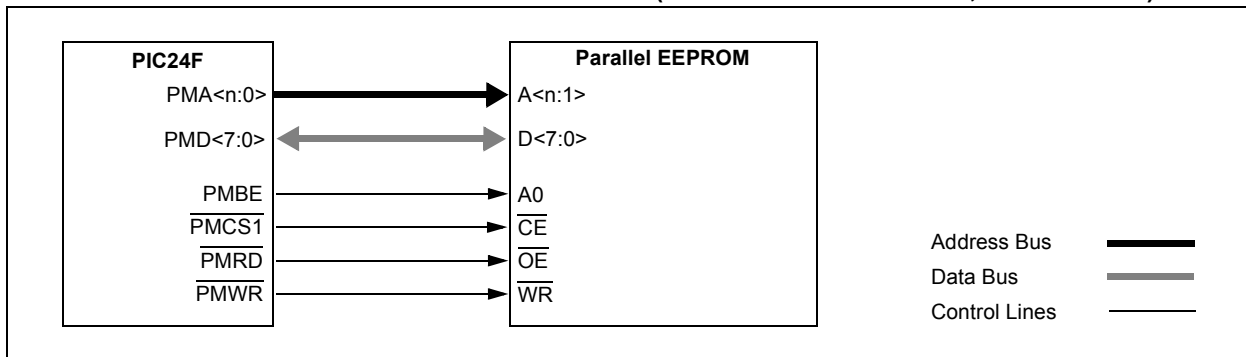 PIC24F
Parallel EEPROM
PMA<n:0>
A<n:1>
PMD<7:0>
D<7:0>
PMBE
A0
PMCS1
CE
PMRD
OE
PMWR
WR
Address Bus
Data Bus
Control Lines